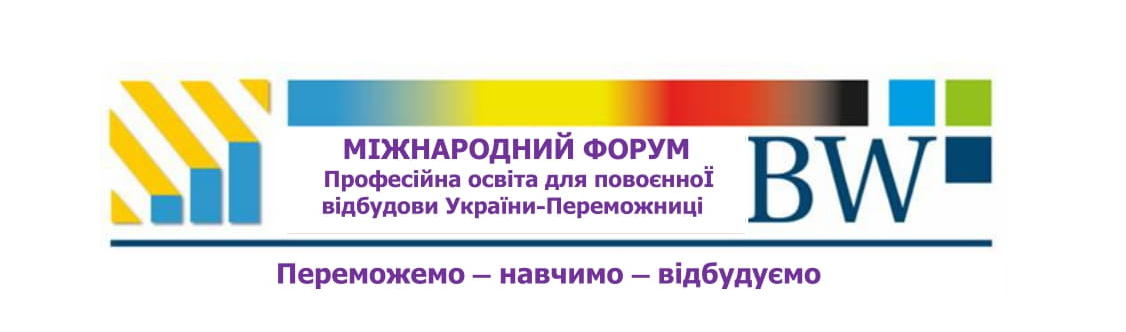 МІЖНАРОДНИЙ ФОРУМ
Професійна освіта для повоєнноЇ
відбудови України-Переможниці
BW
Переможемо – навчимо – відбудуємо